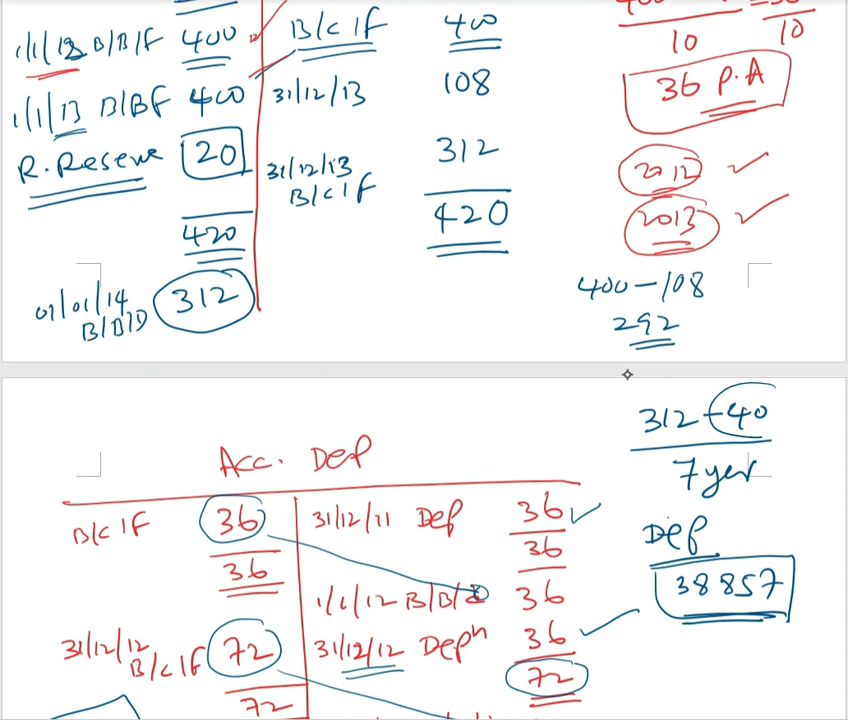 1/1/13 B/B/F 400 B/C/F 400
10 10
36 P.A
1/1/13 B/BF 400 31/12/13 108
R. Reserve 20 31/12/13 B/C/F 312
2012
2013
420 420
01/01/14 B/B/D 312
400-108
292
312-40
7 year
Dep
38857
Acc. DEP
B/C/F 36 31/12/11 Dep 36
36 36
1/1/12 B/B/D 36
31/12/12 B/C/F 72 31/12/12 Depn 36
72 72